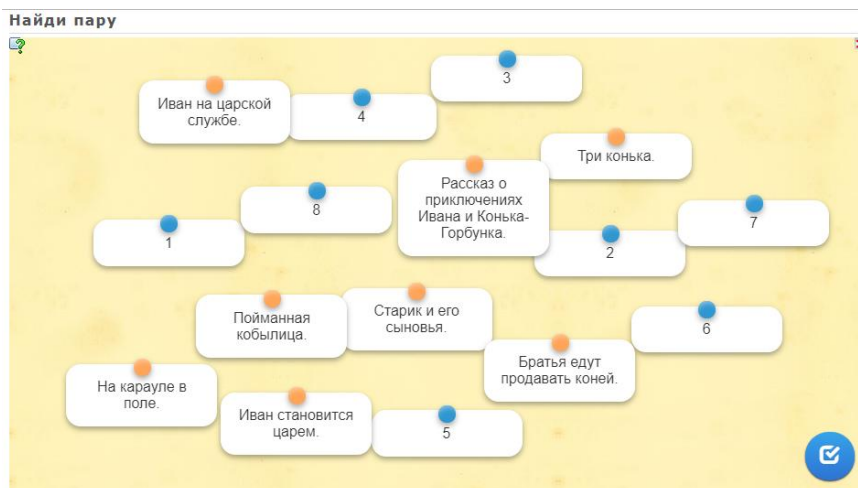 Найди пару
3
Иван на царской
службе.
4
Три конька.
Рассказ о
приключениях
Ивана и Конька-
Горбунка.
8
7
1
2
Пойманная
кобылица.
Старик и его
сыновья.
6
Братья едут
продавать коней.
На карауле в
поле.
Иван становится
царем.
5